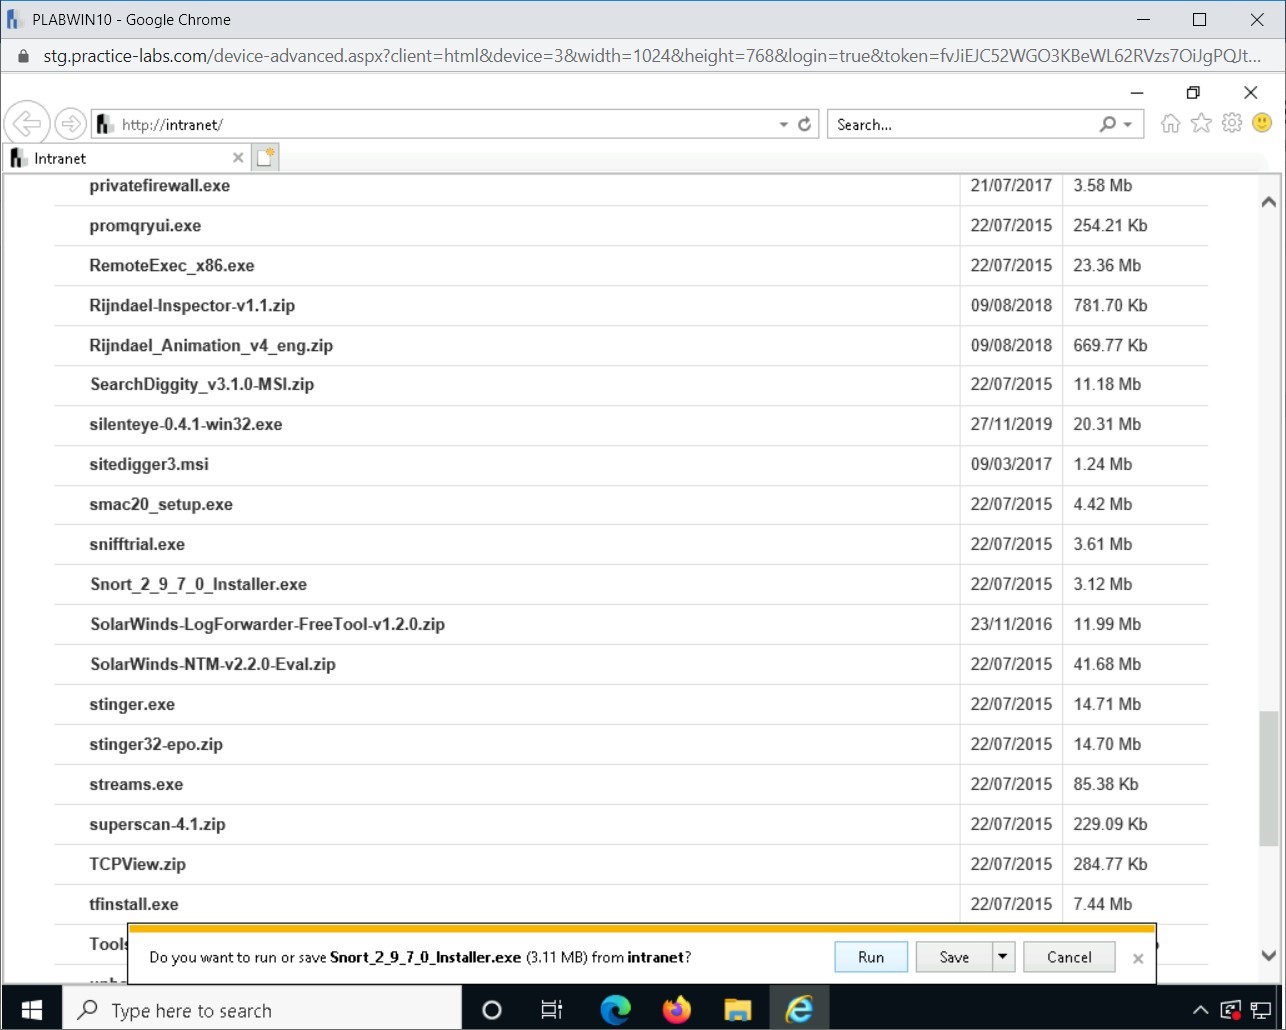 PLABWIN10 - Google Chrome
stg.practice-labs.com/device-advanced.aspx?client=html&device=3&width=1024&height=768&login=true&token=fvJiEJC52WGO3KBeWL62RVzs7OiJgPQJt...
http://intranet/
Search...
Intranet
privatefirewall.exe 21/07/2017 3.58 Mb
promqryui.exe 22/07/2015 254.21 Kb
RemoteExec_x86.exe 22/07/2015 23.36 Mb
Rijndael-Inspector-v1.1.zip 09/08/2018 781.70 Kb
Rijndael_Animation_v4_eng.zip 09/08/2018 669.77 Kb
SearchDiggity_v3.1.0-MSI.zip 22/07/2015 11.18 Mb
silenteye-0.4.1-win32.exe 27/11/2019 20.31 Mb
sitedigger3.msi 09/03/2017 1.24 Mb
smac20_setup.exe 22/07/2015 4.42 Mb
snifftrial.exe 22/07/2015 3.61 Mb
Snort_2_9_7_0_Installer.exe 22/07/2015 3.12 Mb
SolarWinds-LogForwarder-FreeTool-v1.2.0.zip 23/11/2016 11.99 Mb
SolarWinds-NTM-v2.2.0-Eval.zip 22/07/2015 41.68 Mb
stinger.exe 22/07/2015 14.71 Mb
stinger32-epo.zip 22/07/2015 14.70 Mb
streams.exe 22/07/2015 85.38 Kb
superscan-4.1.zip 22/07/2015 229.09 Kb
TCPView.zip 22/07/2015 284.77 Kb
tfinstall.exe 22/07/2015 7.44 Mb
Do you want to run or save Snort_2_9_7_0_Installer.exe (3.11 MB) from intranet?
Run Save Cancel
Type here to search